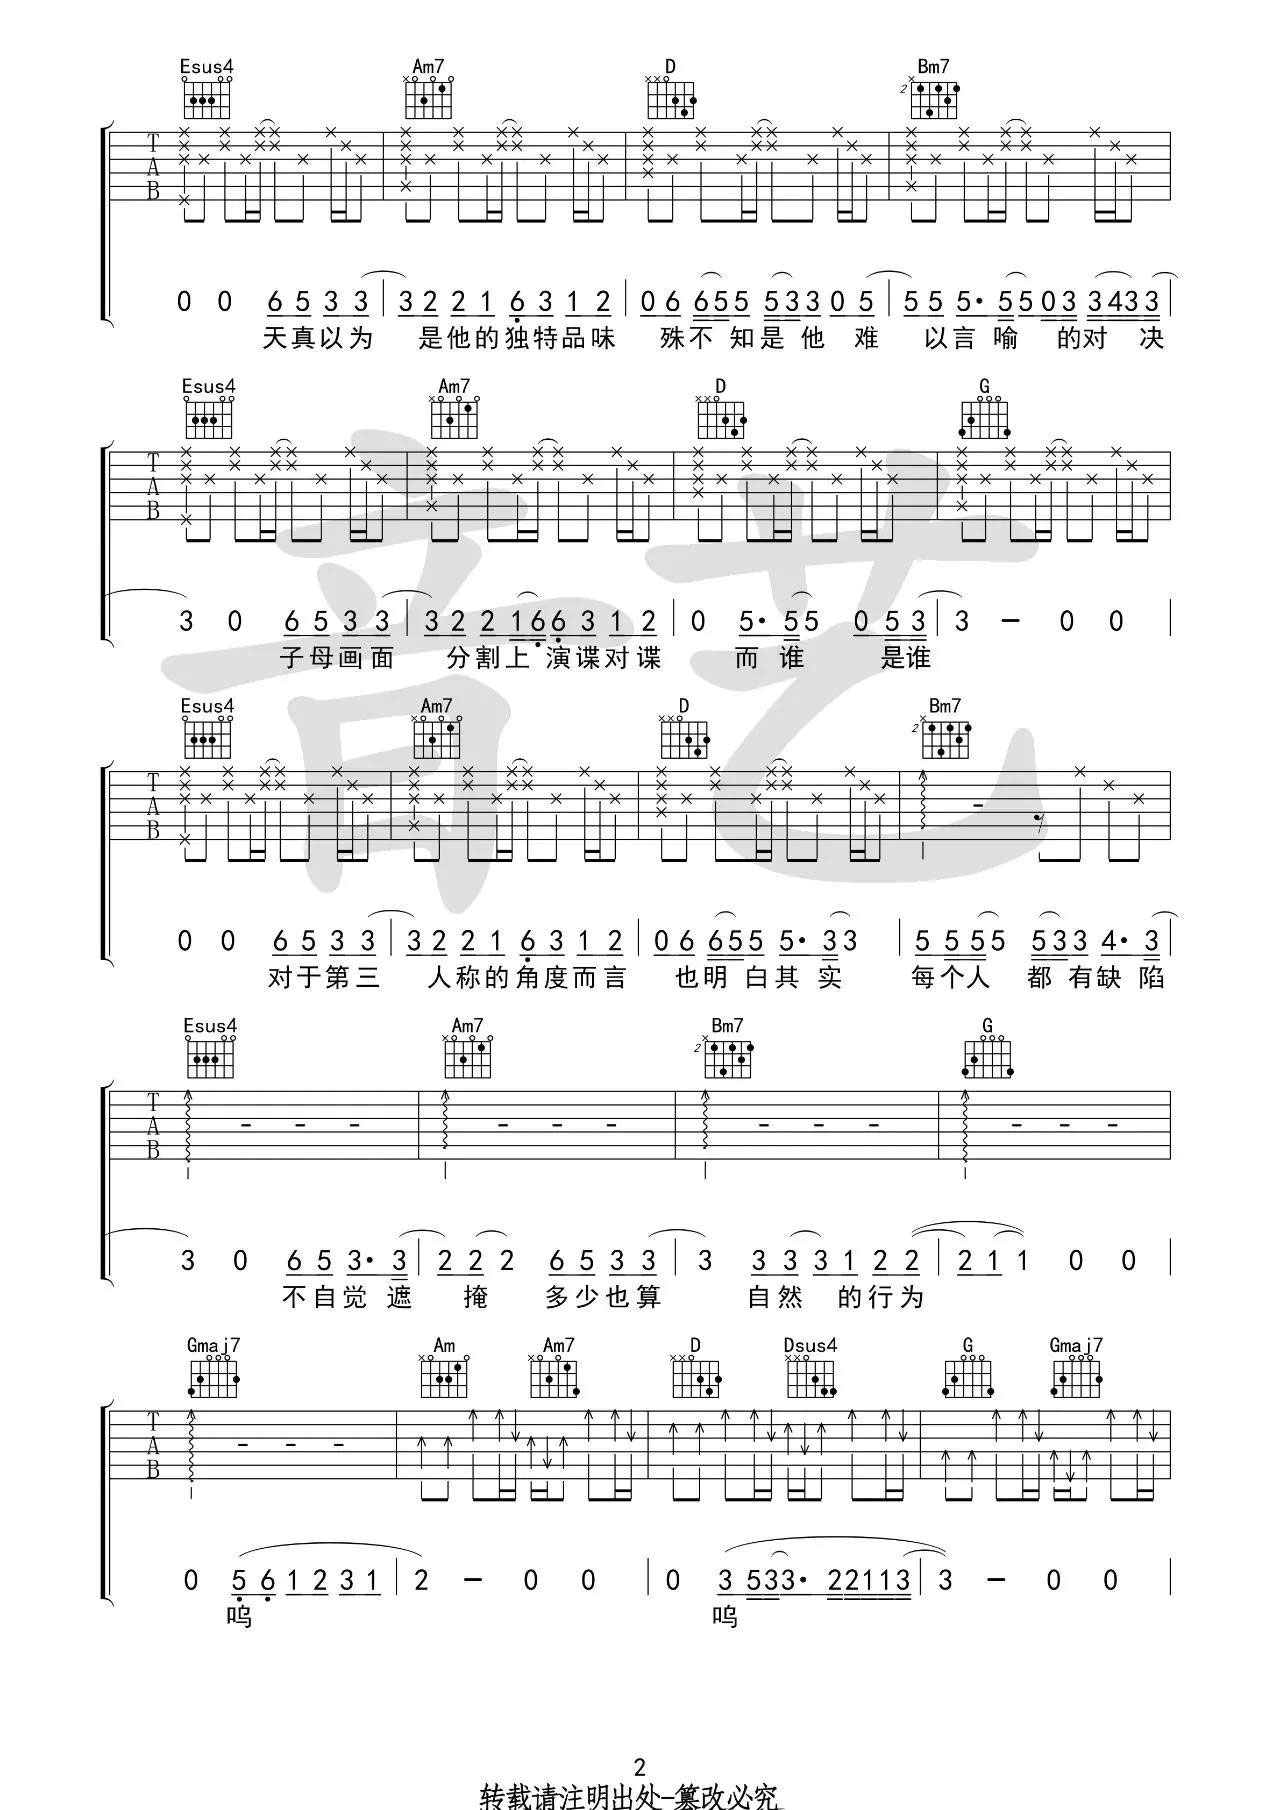 Esus4 Am7 D Bm7
2
T
A
B
0 0 6 5 3 3 3 2 2 1 6 3 1 2 0 6 6 5 5 5 3 3 0 5 5 5 5· 5 5 0 3 3 4 3 3
天真以为 是他的独特品味 殊不知是他难 以言喻 的对决
Esus4 Am7 D G
T
A
B
3 0 6 5 3 3 3 2 2 1 6 6 3 1 2 0 5· 5 5 0 5 3 3 - 0 0
子母画面 分割上演谍对谍 而谁 是谁
Esus4 Am7 D Bm7
2
T
A
B
0 0 6 5 3 3 3 2 2 1 6 3 1 2 0 6 6 5 5 5· 3 3 5 5 5 5 5 3 3 4· 3
对于第三 人称的角度而言 也明白其实 每个人 都有缺陷
Esus4 Am7 Bm7 G
2
T
A
B
3 0 6 5 3· 3 2 2 2 6 5 3 3 3 3 3 3 1 2 2 2 1 1 0 0
不自觉遮 掩 多少也算 自然 的行为
Gmaj7 Am Am7 D Dsus4 G Gmaj7
T
A
B
0 5 6 1 2 3 1 2 - 0 0 0 3 5 3 3· 2 2 1 1 3 3 - 0 0
呜 呜
音艺
2
转载请注明出处-篡改必究